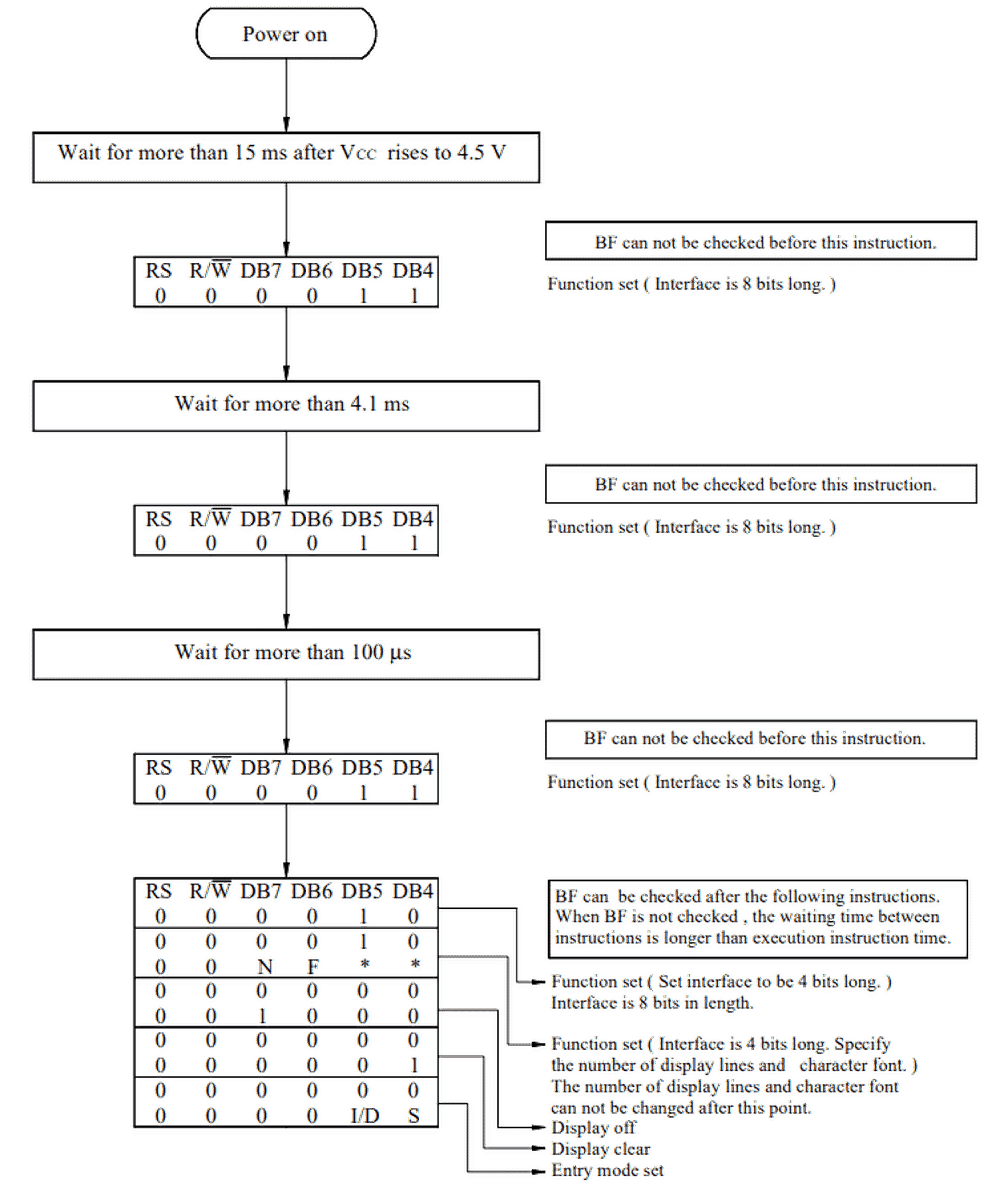 Power on
Wait for more than 15 ms after VCC rises to 4.5 V
BF can not be checked before this instruction.
RS R/W̅ DB7 DB6 DB5 DB4
0 0 0 0 1 1
Function set ( Interface is 8 bits long. )
Wait for more than 4.1 ms
BF can not be checked before this instruction.
RS R/W̅ DB7 DB6 DB5 DB4
0 0 0 0 1 1
Function set ( Interface is 8 bits long. )
Wait for more than 100 µs
BF can not be checked before this instruction.
RS R/W̅ DB7 DB6 DB5 DB4
0 0 0 0 1 1
Function set ( Interface is 8 bits long. )
RS R/W̅ DB7 DB6 DB5 DB4
0 0 0 0 1 0
0 0 0 0 1 0
0 0 N F * *
0 0 0 0 0 0
0 0 1 0 0 0
0 0 0 0 0 0
0 0 0 0 0 1
0 0 0 0 0 0
0 0 0 0 I/D S
BF can be checked after the following instructions.
When BF is not checked , the waiting time between
instructions is longer than execution instruction time.
Function set ( Set interface to be 4 bits long. )
Interface is 8 bits in length.
Function set ( Interface is 4 bits long. Specify
the number of display lines and character font. )
The number of display lines and character font
can not be changed after this point.
Display off
Display clear
Entry mode set